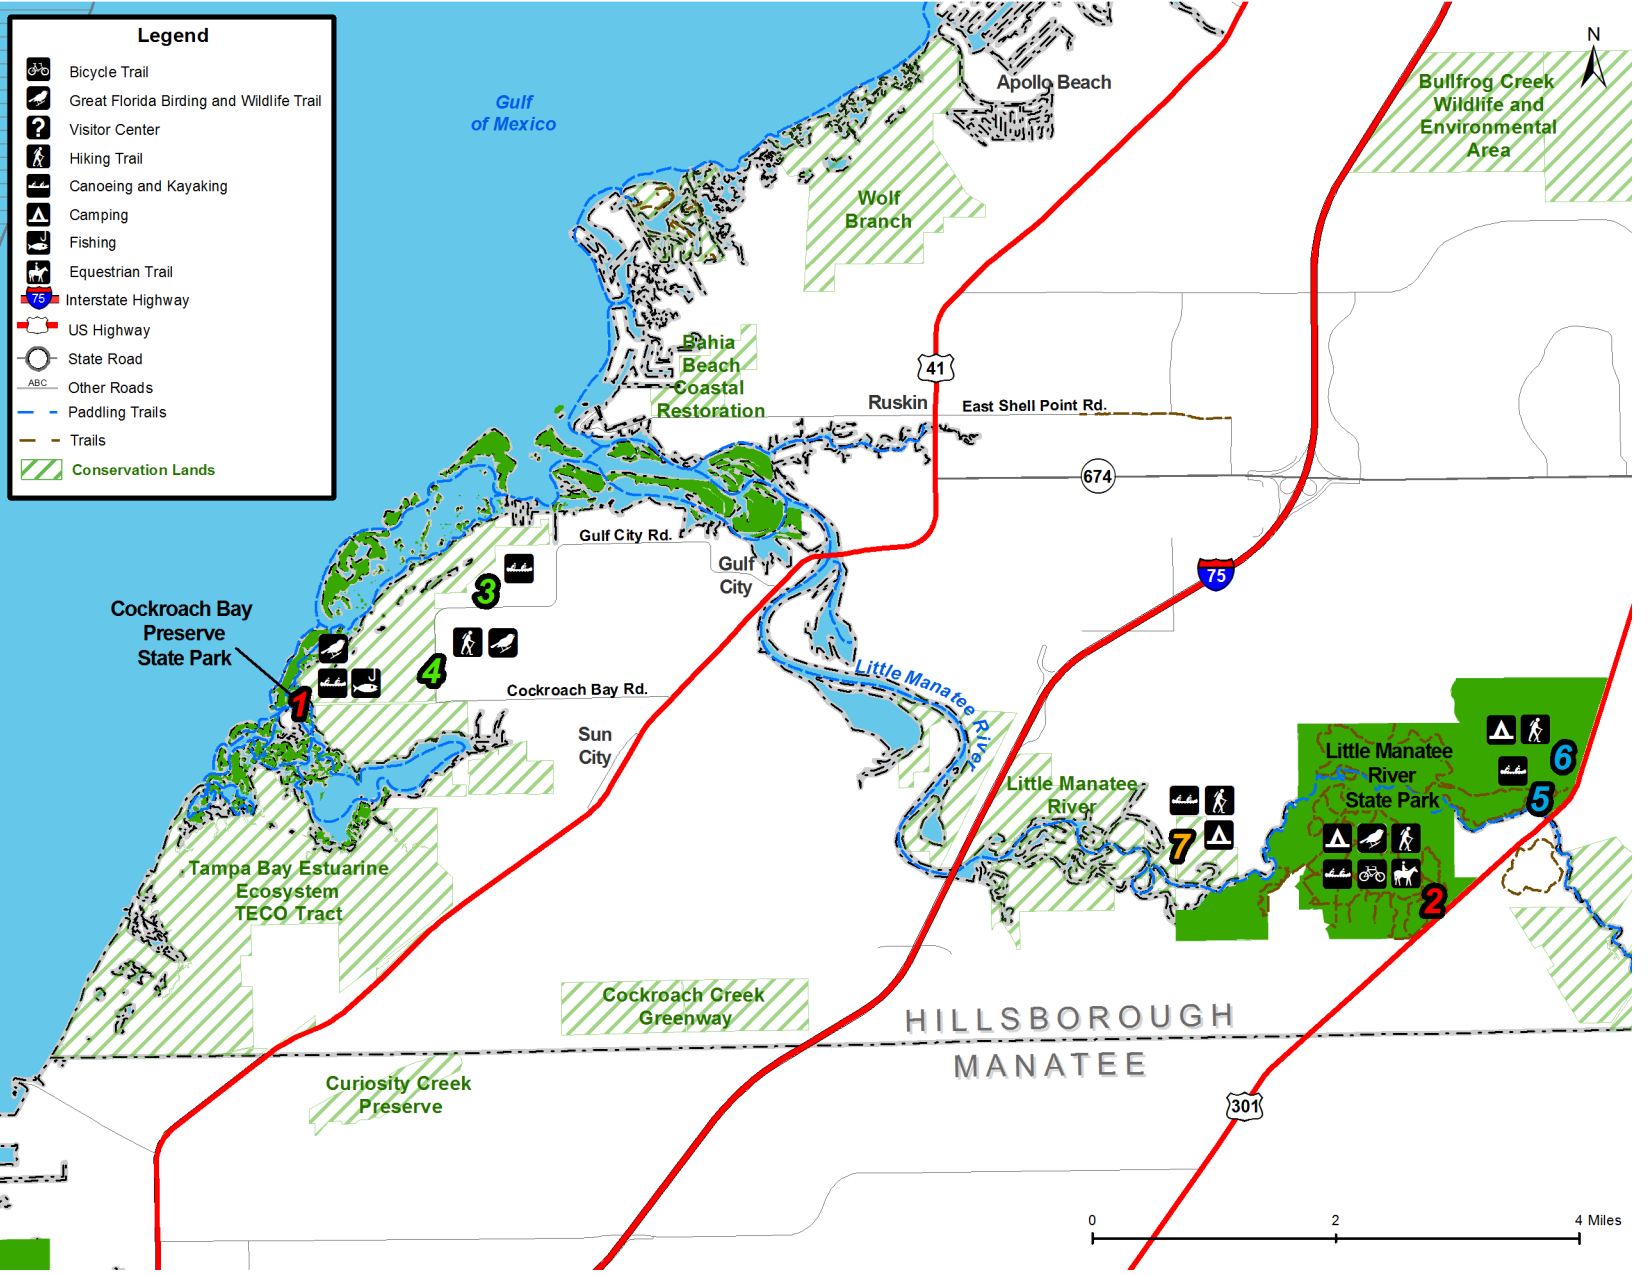 Legend
Bicycle Trail
Great Florida Birding and Wildlife Trail
?
Visitor Center
Hiking Trail
Canoeing and Kayaking
Camping
Fishing
Equestrian Trail
75
Interstate Highway
US Highway
State Road
ABC
Other Roads
Paddling Trails
Trails
Conservation Lands
Gulf
of Mexico
Apollo Beach
N
Bullfrog Creek
Wildlife and
Environmental
Area
Wolf
Branch
Bahia
Beach
Coastal
Restoration
41
Ruskin
East Shell Point Rd.
674
Gulf City Rd.
Gulf
City
75
3
4
Cockroach Bay
Preserve
State Park
1
Cockroach Bay Rd.
Sun
City
Little Manatee River
Little Manatee
River
7
Little Manatee
River
State Park
6
5
2
Tampa Bay Estuarine
Ecosystem
TECO Tract
Cockroach Creek
Greenway
HILLSBOROUGH
MANATEE
Curiosity Creek
Preserve
301
0 2 4 Miles